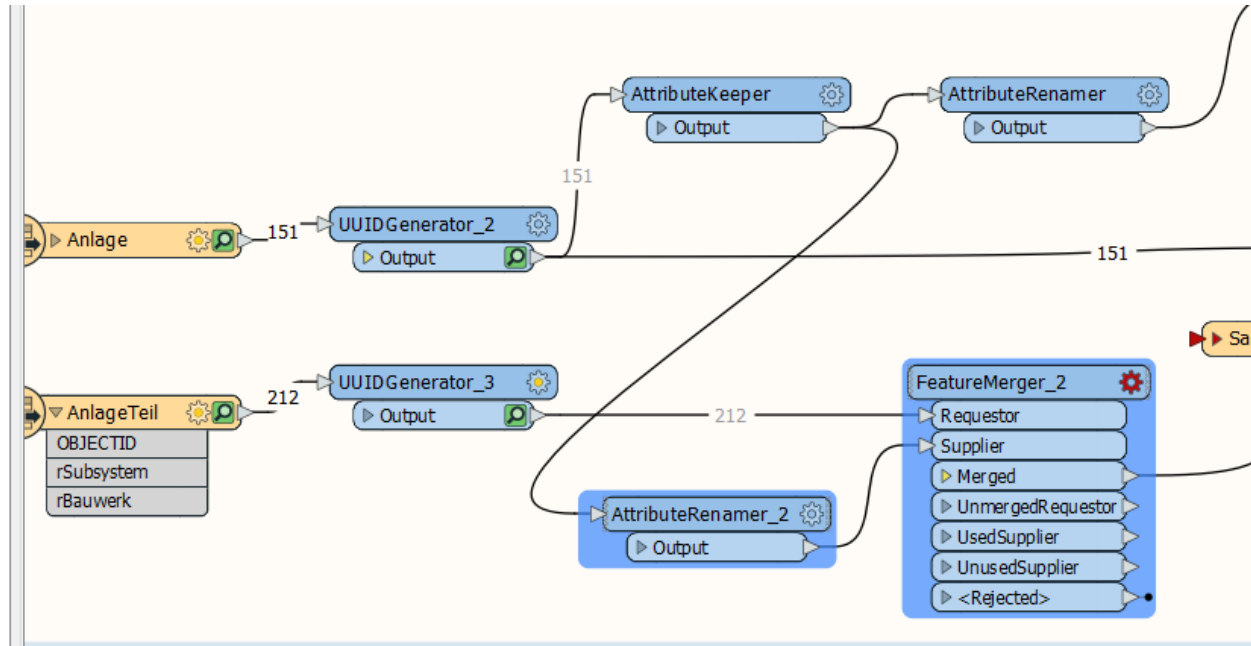 AttributeKeeper
Output
AttributeRenamer
Output
151
Anlage
151
UUIDGenerator_2
Output
151
AnlageTeil
OBJECTID
rSubsystem
rBauwerk
212
UUIDGenerator_3
Output
212
AttributeRenamer_2
Output
FeatureMerger_2
Requestor
Supplier
Merged
UnmergedRequestor
UsedSupplier
UnusedSupplier
<Rejected>
Sa